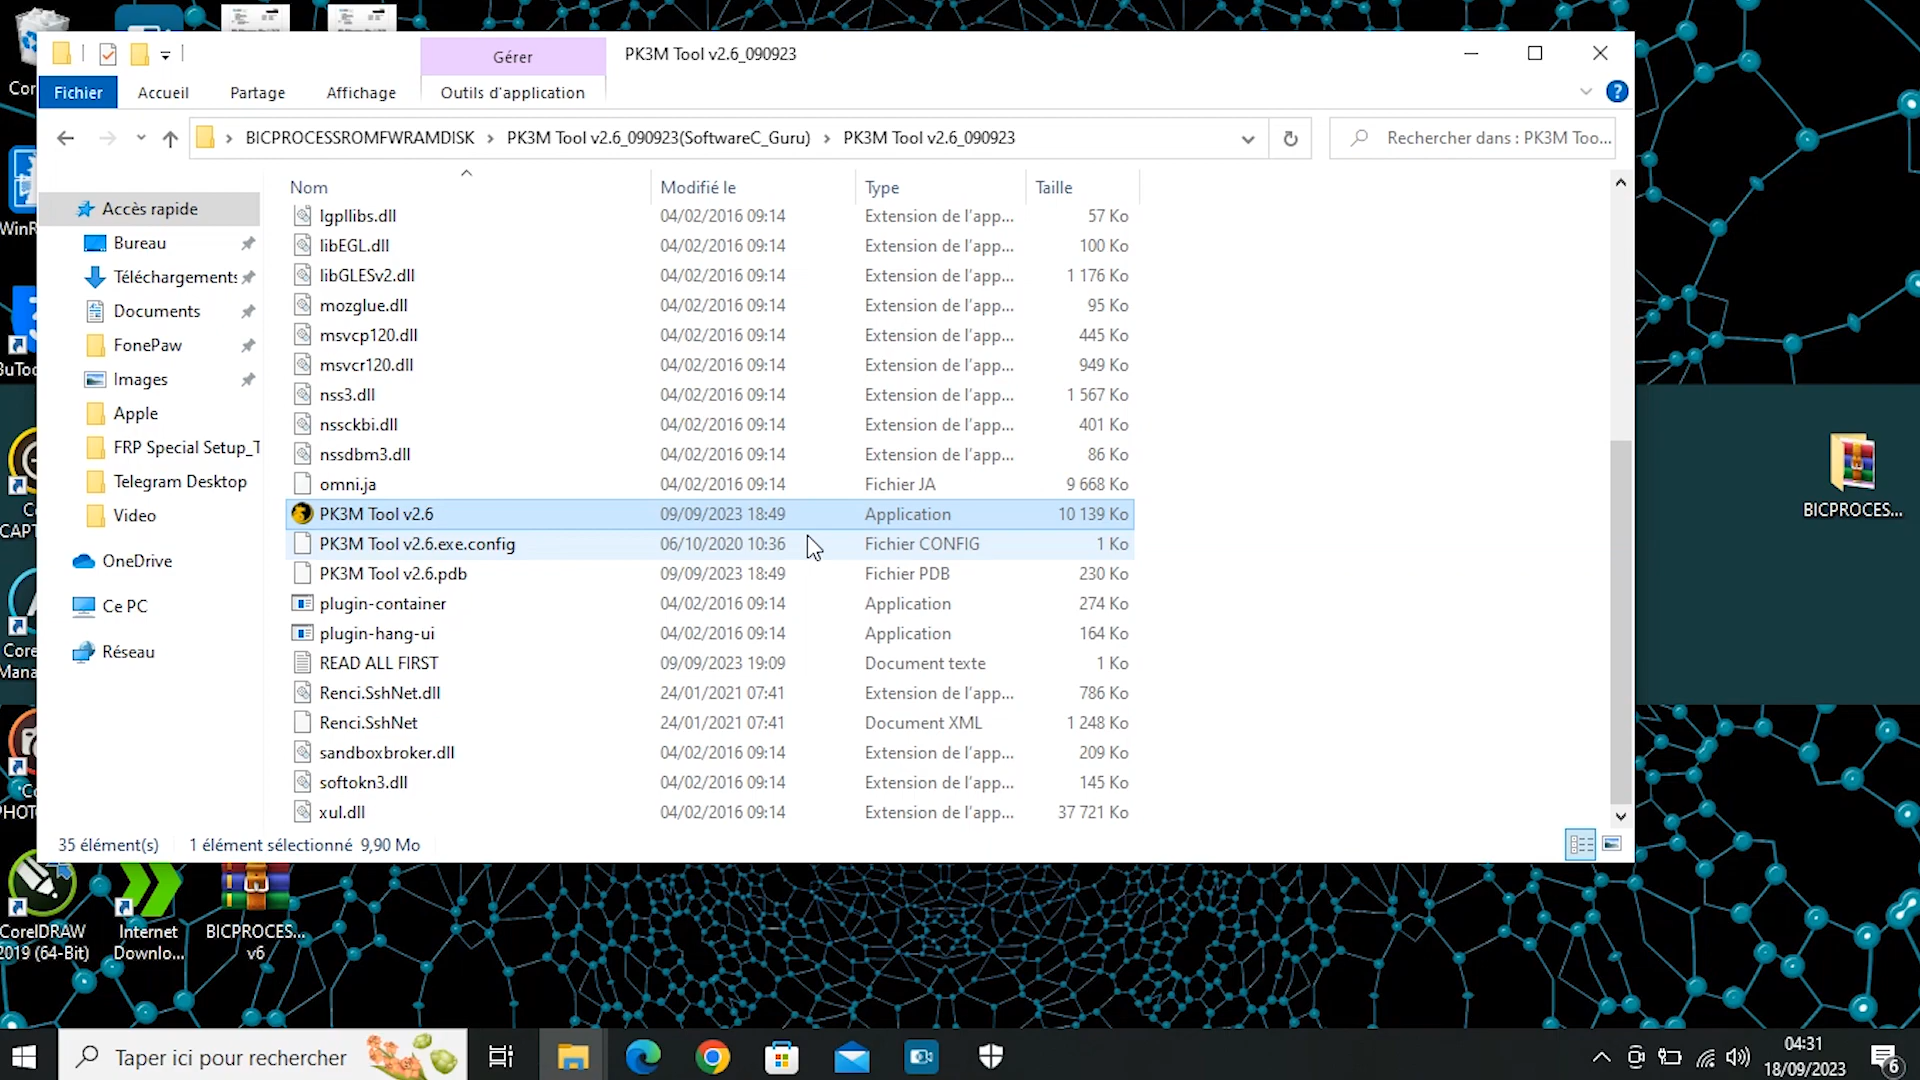 Gérer
PK3M Tool v2.6_090923
Fichier
Accueil
Partage
Affichage
Outils d'application
BICPROCESSROMFWRAMDISK > PK3M Tool v2.6_090923(SoftwareC_Guru) > PK3M Tool v2.6_090923
Rechercher dans : PK3M Too...
Nom Modifié le Type Taille
Accès rapide
Bureau
Téléchargements
Documents
FonePaw
Images
Apple
FRP Special Setup_T
Telegram Desktop
Video
OneDrive
Ce PC
Réseau
lgpllibs.dll 04/02/2016 09:14 Extension de l'app... 57 Ko
libEGL.dll 04/02/2016 09:14 Extension de l'app... 100 Ko
libGLESv2.dll 04/02/2016 09:14 Extension de l'app... 1 176 Ko
mozglue.dll 04/02/2016 09:14 Extension de l'app... 95 Ko
msvcp120.dll 04/02/2016 09:14 Extension de l'app... 445 Ko
msvcr120.dll 04/02/2016 09:14 Extension de l'app... 949 Ko
nss3.dll 04/02/2016 09:14 Extension de l'app... 1 567 Ko
nssckbi.dll 04/02/2016 09:14 Extension de l'app... 401 Ko
nssdbm3.dll 04/02/2016 09:14 Extension de l'app... 86 Ko
omni.ja 04/02/2016 09:14 Fichier JA 9 668 Ko
PK3M Tool v2.6 09/09/2023 18:49 Application 10 139 Ko
PK3M Tool v2.6.exe.config 06/10/2020 10:36 Fichier CONFIG 1 Ko
PK3M Tool v2.6.pdb 09/09/2023 18:49 Fichier PDB 230 Ko
plugin-container 04/02/2016 09:14 Application 274 Ko
plugin-hang-ui 04/02/2016 09:14 Application 164 Ko
READ ALL FIRST 09/09/2023 19:09 Document texte 1 Ko
Renci.SshNet.dll 24/01/2021 07:41 Extension de l'app... 786 Ko
Renci.SshNet 24/01/2021 07:41 Document XML 1 248 Ko
sandboxbroker.dll 04/02/2016 09:14 Extension de l'app... 209 Ko
softokn3.dll 04/02/2016 09:14 Extension de l'app... 145 Ko
xul.dll 04/02/2016 09:14 Extension de l'app... 37 721 Ko
35 élément(s) 1 élément sélectionné 9,90 Mo
BICPROCES...
CorelDRAW
2019 (64-Bit)
Internet
Downlo...
BICPROCES...
v6
Taper ici pour rechercher
04:31
18/09/2023
6